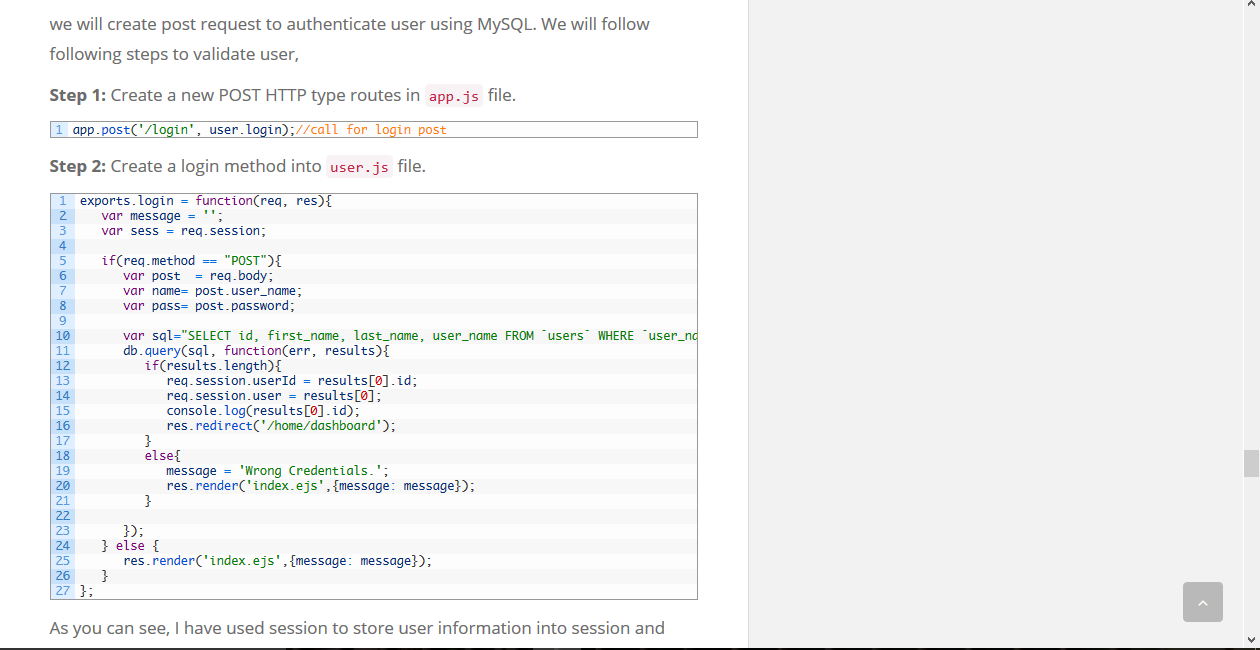 we will create post request to authenticate user using MySQL. We will follow
following steps to validate user,
Step 1: Create a new POST HTTP type routes in app.js file.
1 app.post('/login', user.login);//call for login post
Step 2: Create a login method into user.js file.
1 exports.login = function(req, res){
2 var message = '';
3 var sess = req.session;
4
5 if(req.method == "POST"){
6 var post  = req.body;
7 var name= post.user_name;
8 var pass= post.password;
9
10 var sql="SELECT id, first_name, last_name, user_name FROM `users` WHERE `user_na
11 db.query(sql, function(err, results){
12 if(results.length){
13 req.session.userId = results[0].id;
14 req.session.user = results[0];
15 console.log(results[0].id);
16 res.redirect('/home/dashboard');
17 }
18 else{
19 message = 'Wrong Credentials.';
20 res.render('index.ejs',{message: message});
21 }
22
23 });
24 } else {
25 res.render('index.ejs',{message: message});
26 }
27 };
As you can see, I have used session to store user information into session and